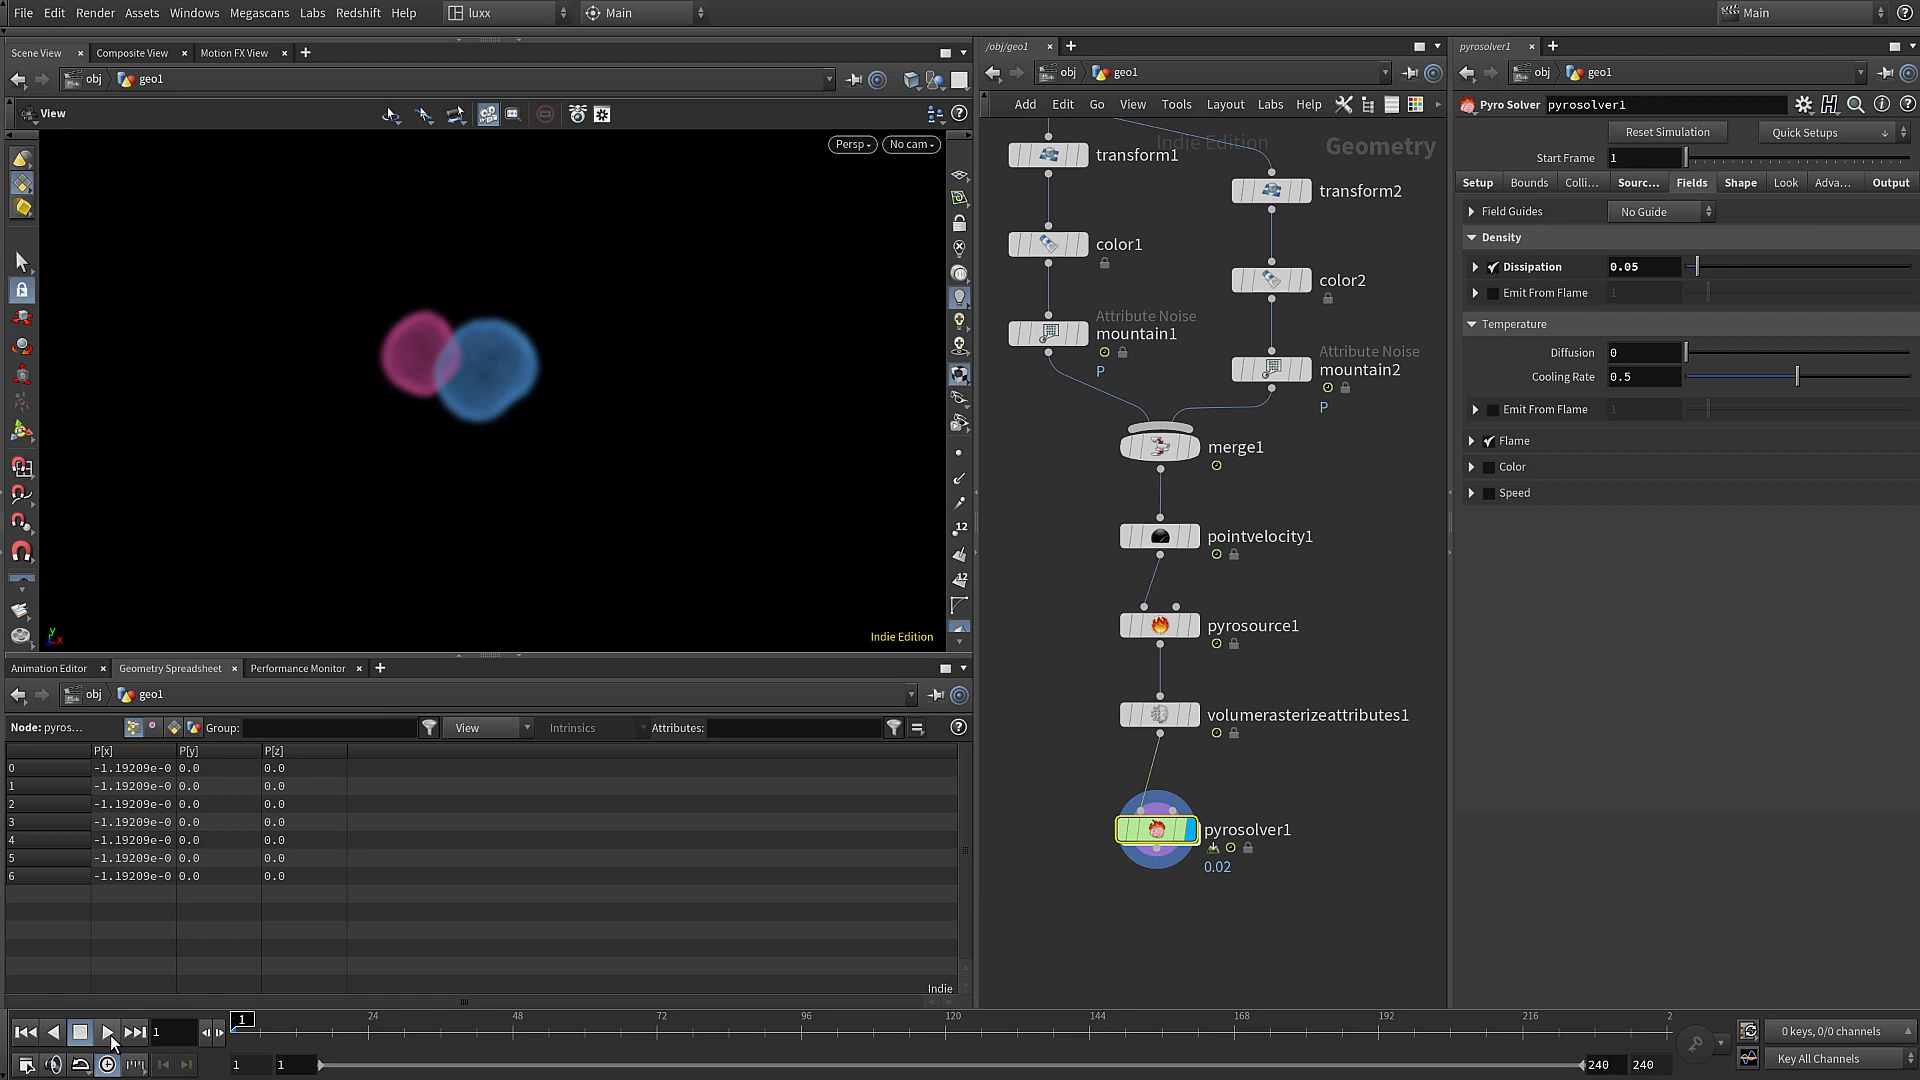 File Edit Render Assets Windows Megascans Labs Redshift Help luxx Main Main
Scene View Composite View Motion FX View
obj geo1
View
Persp No cam
Indie Edition
12
12
y
x
Animation Editor Geometry Spreadsheet Performance Monitor
obj geo1
Node: pyros... Group: View Intrinsics Attributes:
P[x] P[y] P[z]
0 -1.19209e-0 0.0 0.0
1 -1.19209e-0 0.0 0.0
2 -1.19209e-0 0.0 0.0
3 -1.19209e-0 0.0 0.0
4 -1.19209e-0 0.0 0.0
5 -1.19209e-0 0.0 0.0
6 -1.19209e-0 0.0 0.0
Indie
/obj/geo1
obj geo1
Add Edit Go View Tools Layout Labs Help
Indie Edition Geometry
transform1
transform2
color1
color2
Attribute Noise
mountain1
P
Attribute Noise
mountain2
P
merge1
pointvelocity1
pyrosource1
volumerasterizeattributes1
pyrosolver1
0.02
pyrosolver1
obj geo1
Pyro Solver pyrosolver1
Reset Simulation Quick Setups
Start Frame 1
Setup Bounds Colli... Sourc... Fields Shape Look Adva... Output
Field Guides No Guide
Density
Dissipation 0.05
Emit From Flame 1
Temperature
Diffusion 0
Cooling Rate 0.5
Emit From Flame 1
Flame
Color
Speed
1 1 24 48 72 96 120 144 168 192 216 2
0 keys, 0/0 channels
1 1 240 240
Key All Channels